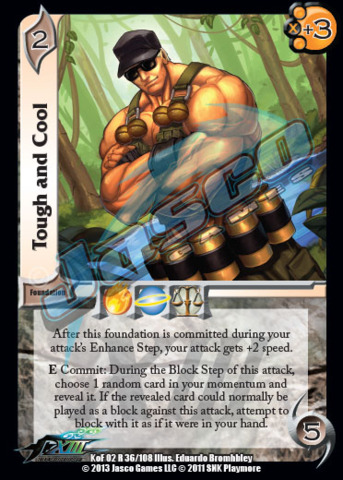 2
+3
Tough and Cool
JASCO
GAMES
Foundation
After this foundation is committed during your
attack's Enhance Step, your attack gets +2 speed.
E Commit: During the Block Step of this attack,
choose 1 random card in your momentum and
reveal it. If the revealed card could normally be
played as a block against this attack, attempt to
block with it as if it were in your hand.
XIII
5
KoF 02 R 36/108 Illus. Eduardo Bromhbley
© 2013 Jasco Games LLC © 2011 SNK Playmore